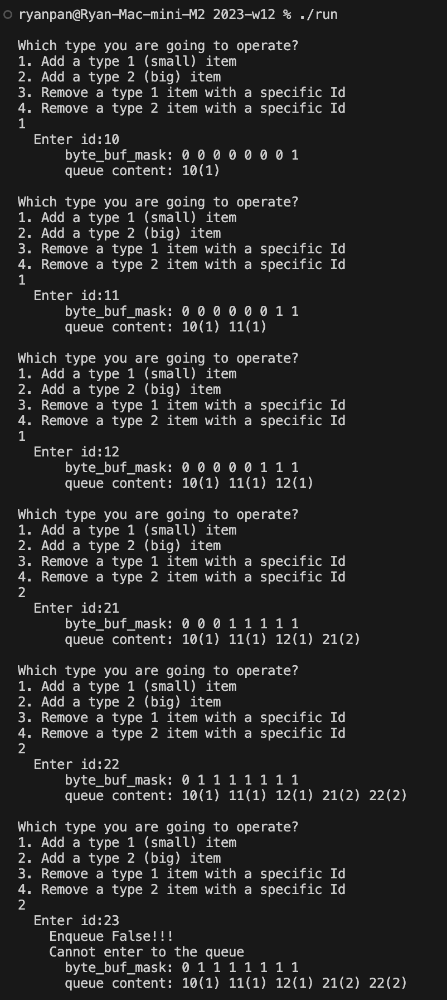 ryanpan@Ryan-Mac-mini-M2 2023-w12 % ./run
Which type you are going to operate?
1. Add a type 1 (small) item
2. Add a type 2 (big) item
3. Remove a type 1 item with a specific Id
4. Remove a type 2 item with a specific Id
1
Enter id:10
byte_buf_mask: 0 0 0 0 0 0 0 1
queue content: 10(1)
Which type you are going to operate?
1. Add a type 1 (small) item
2. Add a type 2 (big) item
3. Remove a type 1 item with a specific Id
4. Remove a type 2 item with a specific Id
1
Enter id:11
byte_buf_mask: 0 0 0 0 0 0 1 1
queue content: 10(1) 11(1)
Which type you are going to operate?
1. Add a type 1 (small) item
2. Add a type 2 (big) item
3. Remove a type 1 item with a specific Id
4. Remove a type 2 item with a specific Id
1
Enter id:12
byte_buf_mask: 0 0 0 0 0 1 1 1
queue content: 10(1) 11(1) 12(1)
Which type you are going to operate?
1. Add a type 1 (small) item
2. Add a type 2 (big) item
3. Remove a type 1 item with a specific Id
4. Remove a type 2 item with a specific Id
2
Enter id:21
byte_buf_mask: 0 0 0 1 1 1 1 1
queue content: 10(1) 11(1) 12(1) 21(2)
Which type you are going to operate?
1. Add a type 1 (small) item
2. Add a type 2 (big) item
3. Remove a type 1 item with a specific Id
4. Remove a type 2 item with a specific Id
2
Enter id:22
byte_buf_mask: 0 1 1 1 1 1 1 1
queue content: 10(1) 11(1) 12(1) 21(2) 22(2)
Which type you are going to operate?
1. Add a type 1 (small) item
2. Add a type 2 (big) item
3. Remove a type 1 item with a specific Id
4. Remove a type 2 item with a specific Id
2
Enter id:23
Enqueue False!!!
Cannot enter to the queue
byte_buf_mask: 0 1 1 1 1 1 1 1
queue content: 10(1) 11(1) 12(1) 21(2) 22(2)